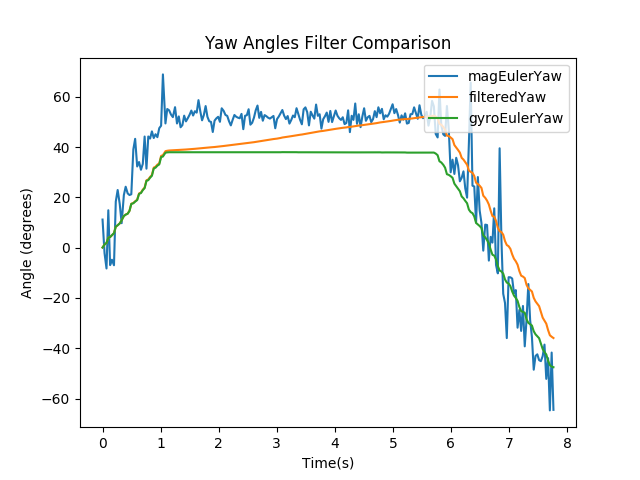 Yaw Angles Filter Comparison
magEulerYaw
filteredYaw
gyroEulerYaw
Angle (degrees)
60
40
20
0
−20
−40
−60
0 1 2 3 4 5 6 7 8
Time(s)